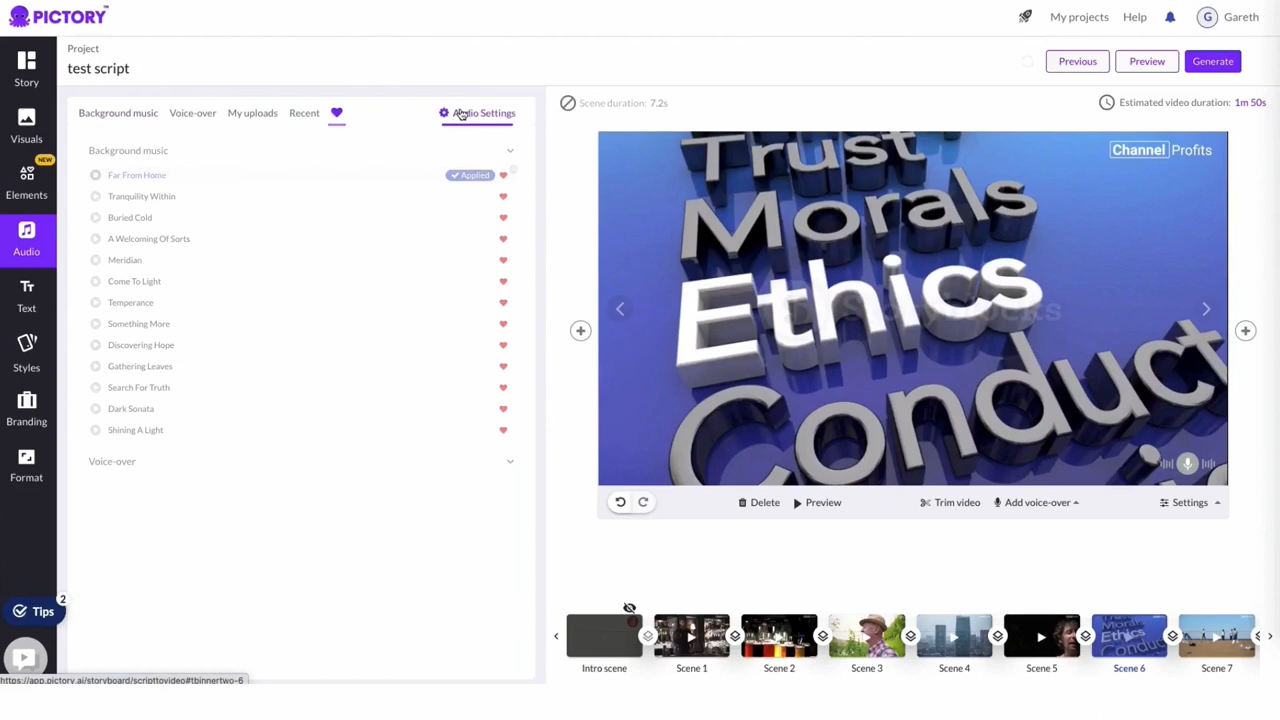 PICTORY
My projects Help G Gareth
Story
Visuals
NEW
Elements
Audio
Text
Styles
Branding
Format
Tips 2
Project
test script
Previous Preview Generate
Background music Voice-over My uploads Recent Audio Settings
Background music
Far From Home Applied
Tranquility Within
Buried Cold
A Welcoming Of Sorts
Meridian
Come To Light
Temperance
Something More
Discovering Hope
Gathering Leaves
Search For Truth
Dark Sonata
Shining A Light
Voice-over
Scene duration: 7.2s
Estimated video duration: 1m 50s
Channel Profits
Trust
Morals
Ethics
Storyblocks
Conduct
Delete Preview Trim video Add voice-over Settings
Intro scene Scene 1 Scene 2 Scene 3 Scene 4 Scene 5 Scene 6 Scene 7
https://app.pictory.ai/storyboard/scripttovideo#tbinnertwo-6